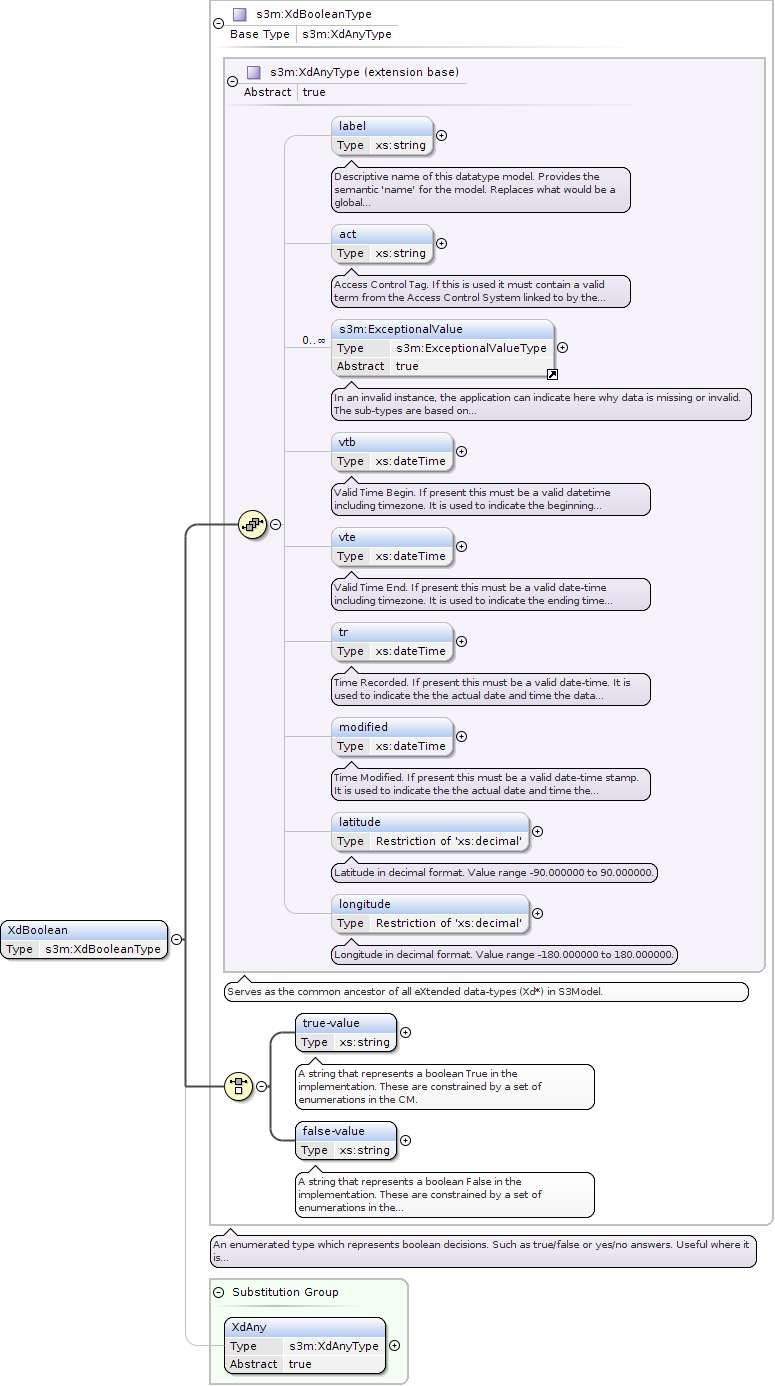 s3m:XdBooleanType
Base Type s3m:XdAnyType
s3m:XdAnyType (extension base)
Abstract true
label
Type xs:string
Descriptive name of this datatype model. Provides the
semantic 'name' for the model. Replaces what would be a
global...
act
Type xs:string
Access Control Tag. If this is used it must contain a valid
term from the Access Control System linked to by the...
0..∞
s3m:ExceptionalValue
Type s3m:ExceptionalValueType
Abstract true
In an invalid instance, the application can indicate here why data is missing or invalid.
The sub-types are based on...
vtb
Type xs:dateTime
Valid Time Begin. If present this must be a valid datetime
including timezone. It is used to indicate the beginning...
vte
Type xs:dateTime
Valid Time End. If present this must be a valid date-time
including timezone. It is used to indicate the ending time...
tr
Type xs:dateTime
Time Recorded. If present this must be a valid date-time. It is
used to indicate the the actual date and time the data...
modified
Type xs:dateTime
Time Modified. If present this must be a valid date-time stamp.
It is used to indicate the the actual date and time the...
latitude
Type Restriction of 'xs:decimal'
Latitude in decimal format. Value range -90.000000 to 90.000000.
longitude
Type Restriction of 'xs:decimal'
Longitude in decimal format. Value range -180.000000 to 180.000000.
XdBoolean
Type s3m:XdBooleanType
Serves as the common ancestor of all eXtended data-types (Xd*) in S3Model.
true-value
Type xs:string
A string that represents a boolean True in the
implementation. These are constrained by a set of
enumerations in the CM.
false-value
Type xs:string
A string that represents a boolean False in the
implementation. These are constrained by a set of
enumerations in the...
An enumerated type which represents boolean decisions. Such as true/false or yes/no answers. Useful where it
is...
Substitution Group
XdAny
Type s3m:XdAnyType
Abstract true